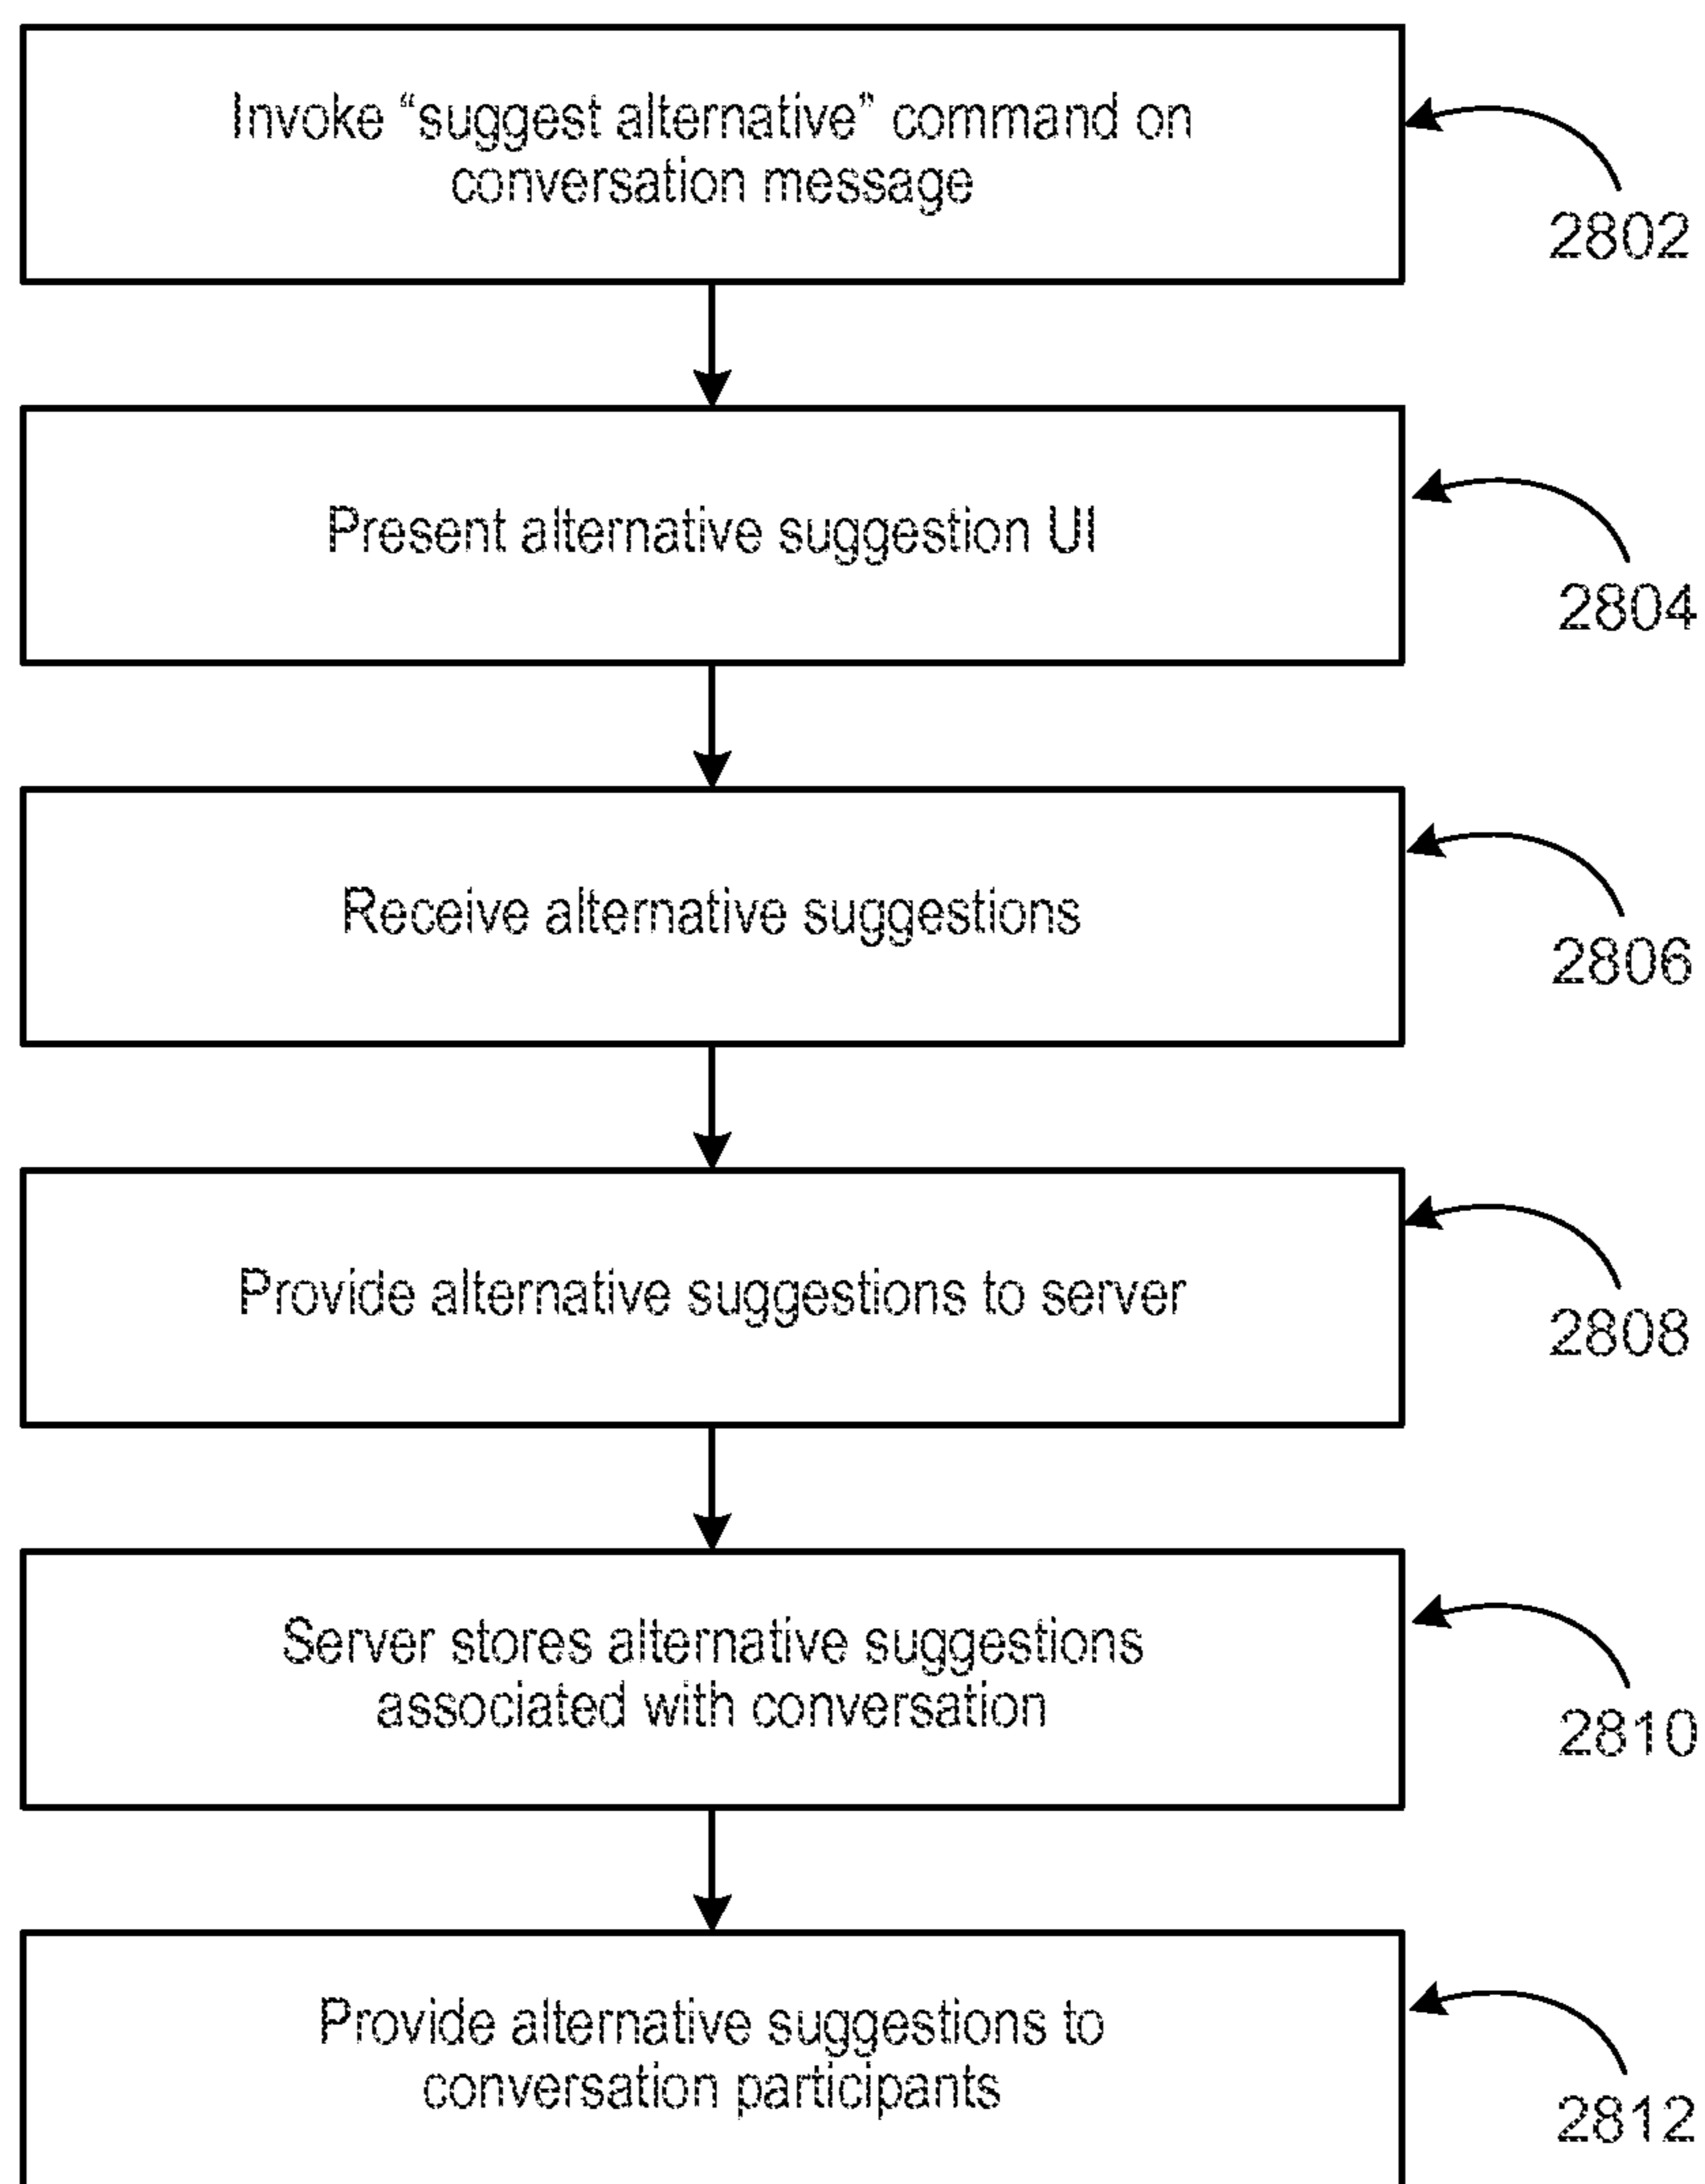 Invoke “suggest alternative” command on
conversation message
2802
Present alternative suggestion UI
2804
Receive alternative suggestions
2806
Provide alternative suggestions to server
2808
Server stores alternative suggestions
associated with conversation
2810
Provide alternative suggestions to
conversation participants
2812